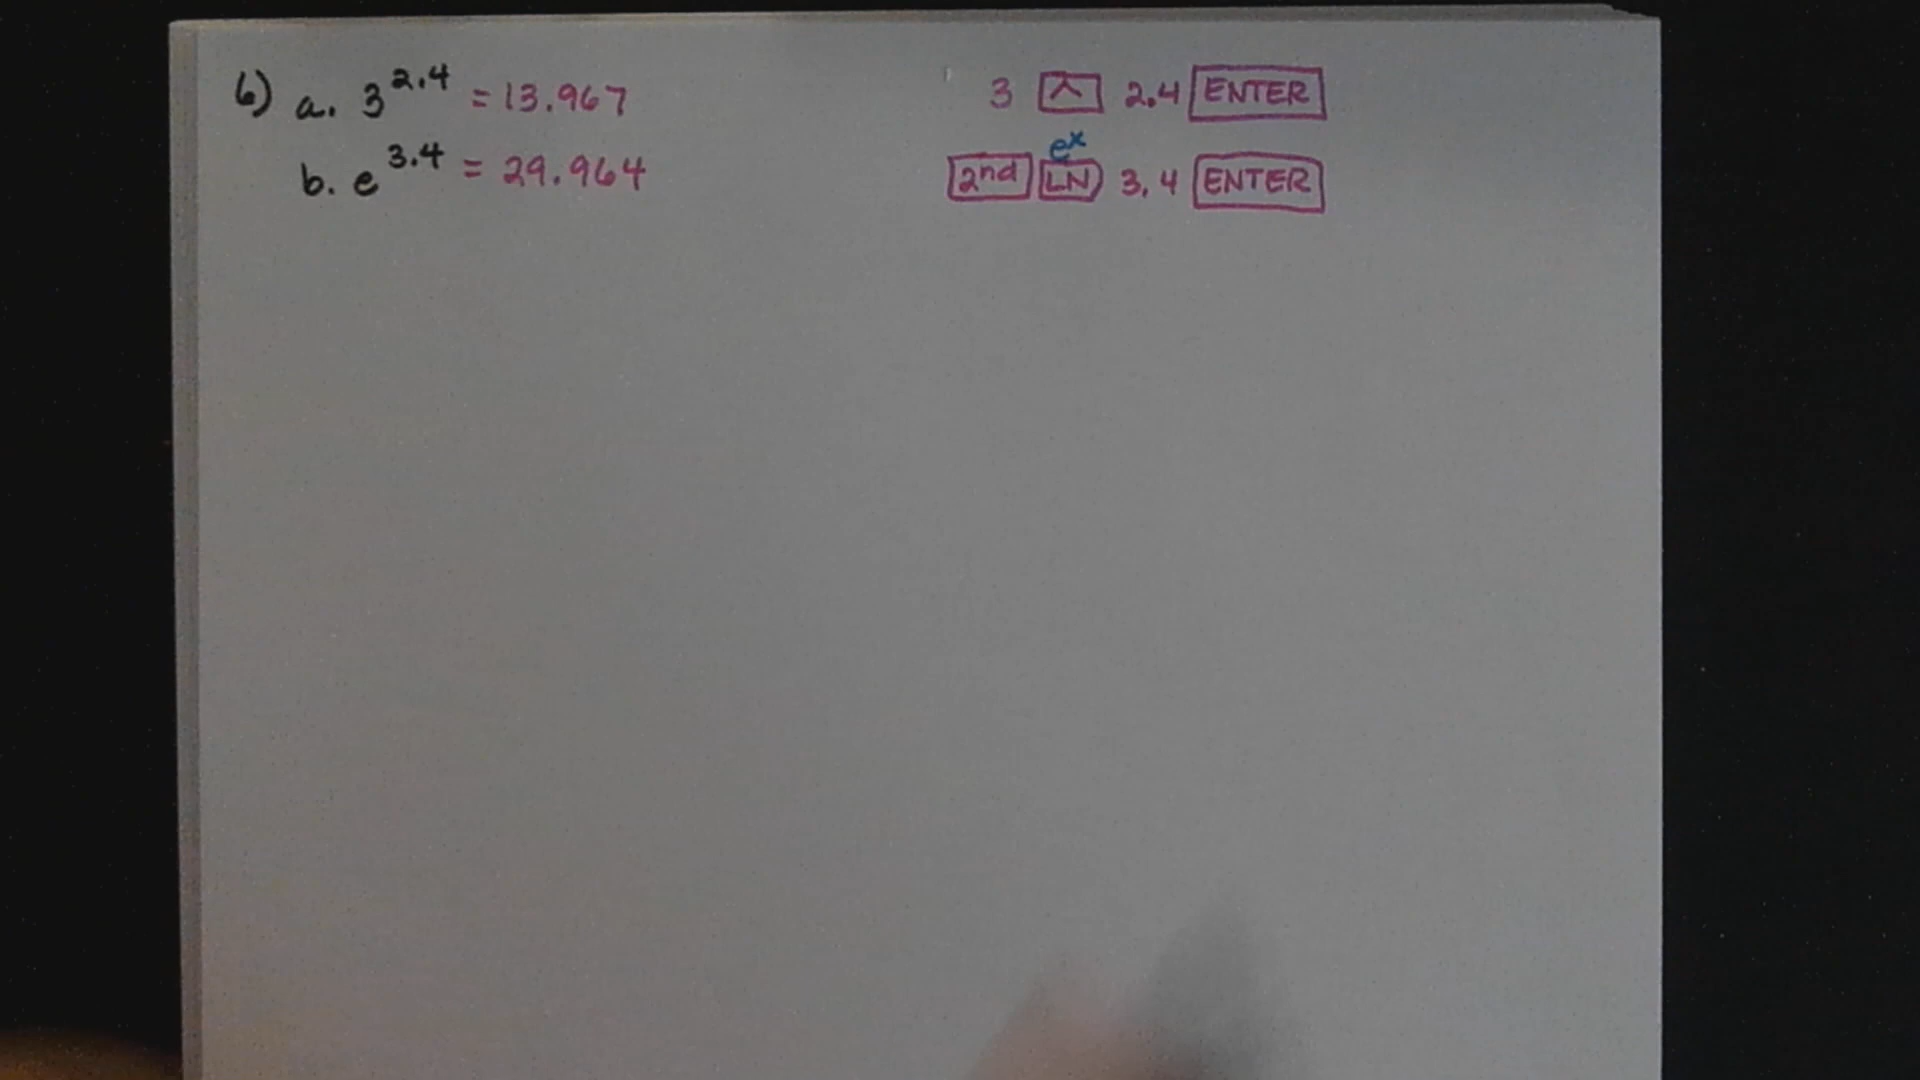 6) a. 3^2.4 = 13.967 3 ^ 2.4 ENTER
b. e^3.4 = 29.964 2nd LN e^x 3.4 ENTER